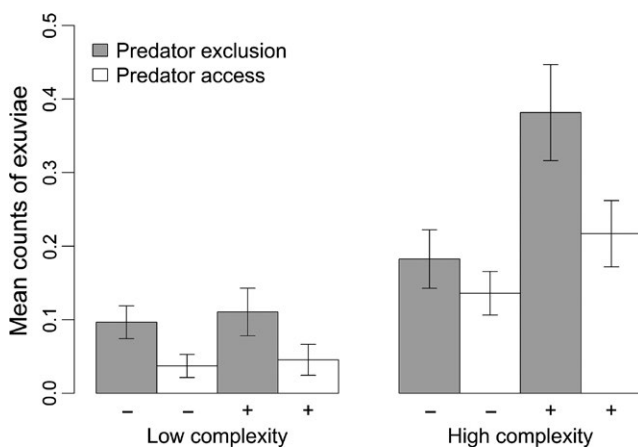 Mean counts of exuviae
0.5
0.4
0.3
0.2
0.1
0.0
Predator exclusion
Predator access
– – + + – – + +
Low complexity High complexity